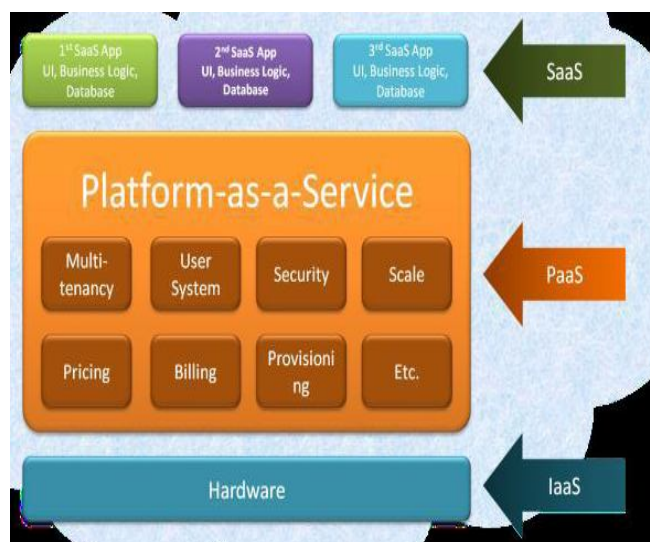 1st SaaS App
UI, Business Logic,
Database
2nd SaaS App
UI, Business Logic,
Database
3rd SaaS App
UI, Business Logic,
Database
SaaS
Platform-as-a-Service
Multi-
tenancy
User
System
Security
Scale
PaaS
Pricing
Billing
Provisioni
ng
Etc.
Hardware
IaaS